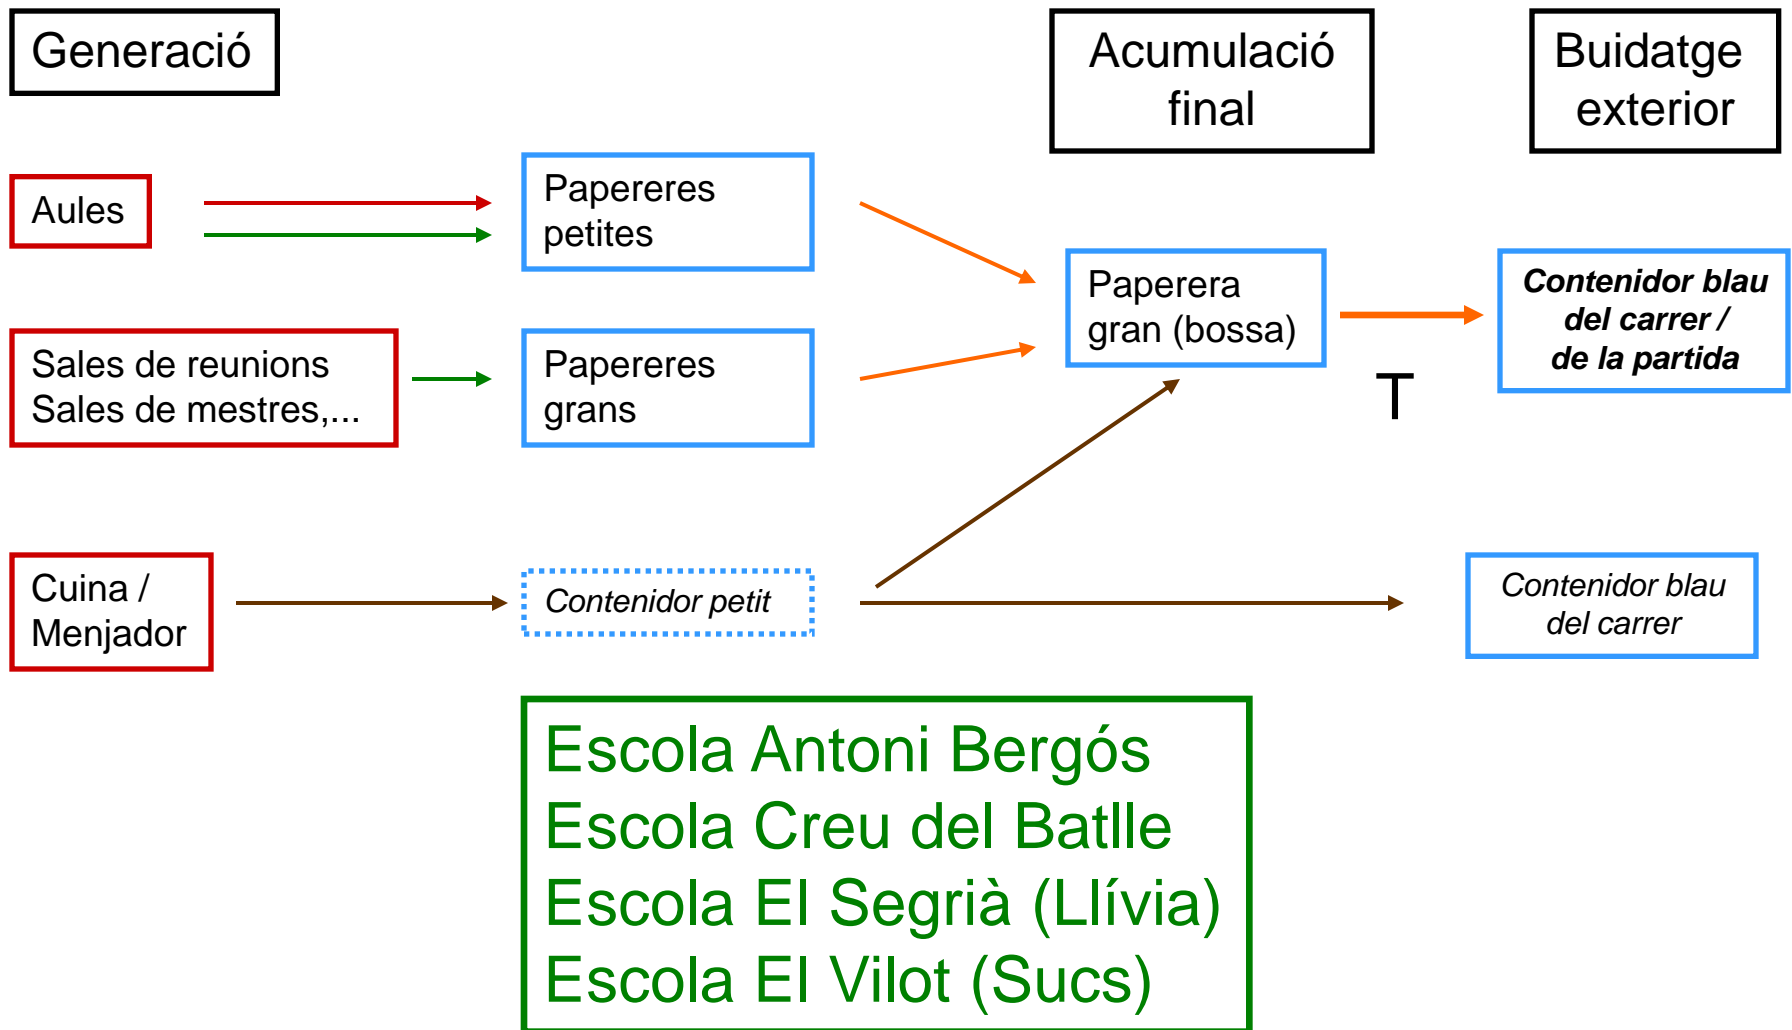 Generació
Acumulació
final
Buidatge
exterior
Aules
Papereres
petites
Paperera
gran (bossa)
Contenidor blau
del carrer /
de la partida
Sales de reunions
Sales de mestres,...
Papereres
grans
T
Cuina /
Menjador
Contenidor petit
Contenidor blau
del carrer
Escola Antoni Bergós
Escola Creu del Batlle
Escola El Segrià (Llívia)
Escola El Vilot (Sucs)